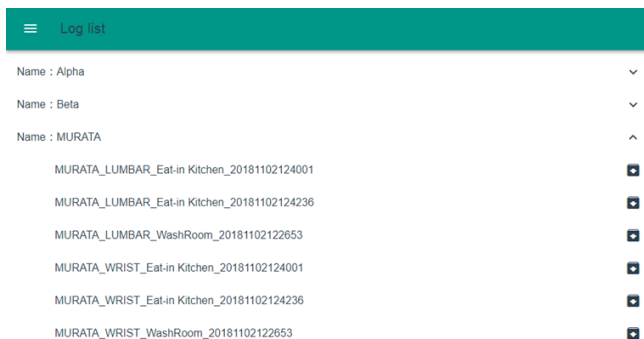 Log list
Name : Alpha
Name : Beta
Name : MURATA
MURATA_LUMBAR_Eat-in Kitchen_20181102124001
MURATA_LUMBAR_Eat-in Kitchen_20181102124236
MURATA_LUMBAR_WashRoom_20181102122653
MURATA_WRIST_Eat-in Kitchen_20181102124001
MURATA_WRIST_Eat-in Kitchen_20181102124236
MURATA_WRIST_WashRoom_20181102122653